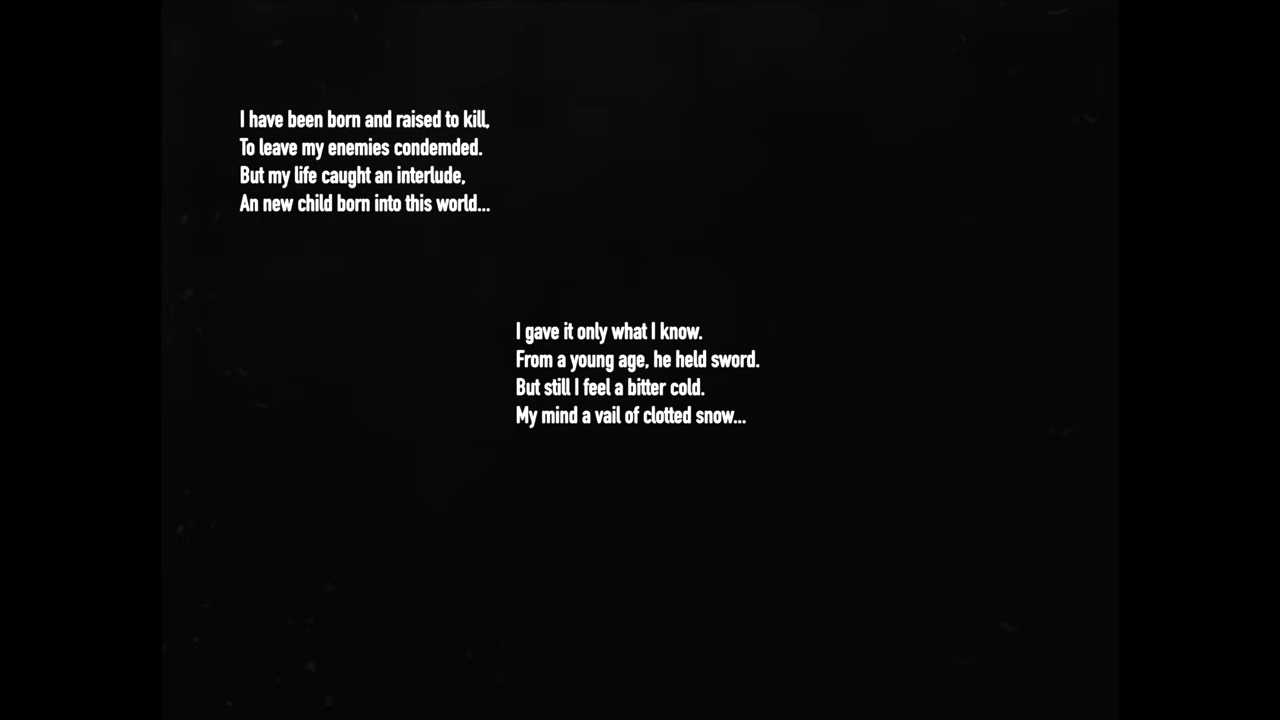 I have been born and raised to kill,
To leave my enemies condemded.
But my life caught an interlude,
An new child born into this world...
I gave it only what I know.
From a young age, he held sword.
But still I feel a bitter cold.
My mind a vail of clotted snow...